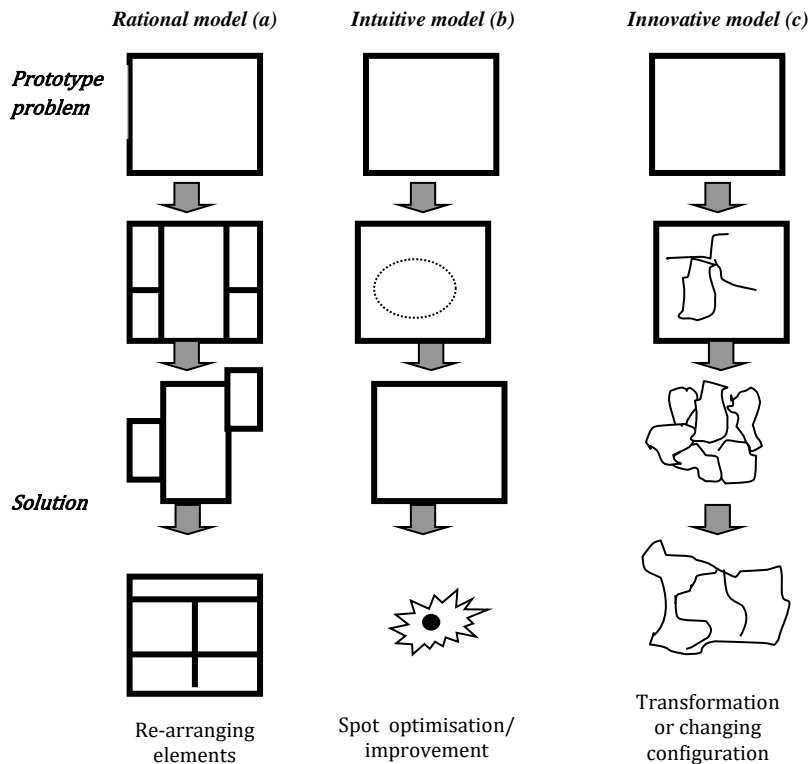 Rational model (a) Intuitive model (b) Innovative model (c)
Prototype
problem
Solution
Re-arranging
elements
Spot optimisation/
improvement
Transformation
or changing
configuration